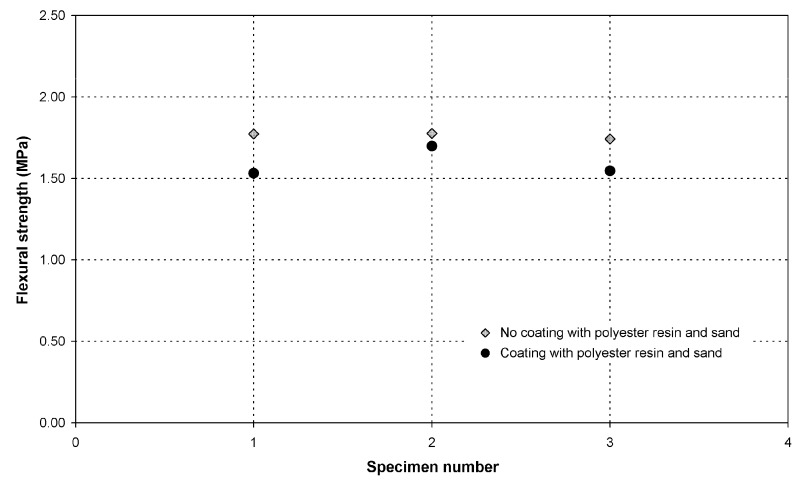 2.50
2.00
1.50
1.00
0.50
0.00
Flexural strength (MPa)
No coating with polyester resin and sand
Coating with polyester resin and sand
0 1 2 3 4
Specimen number